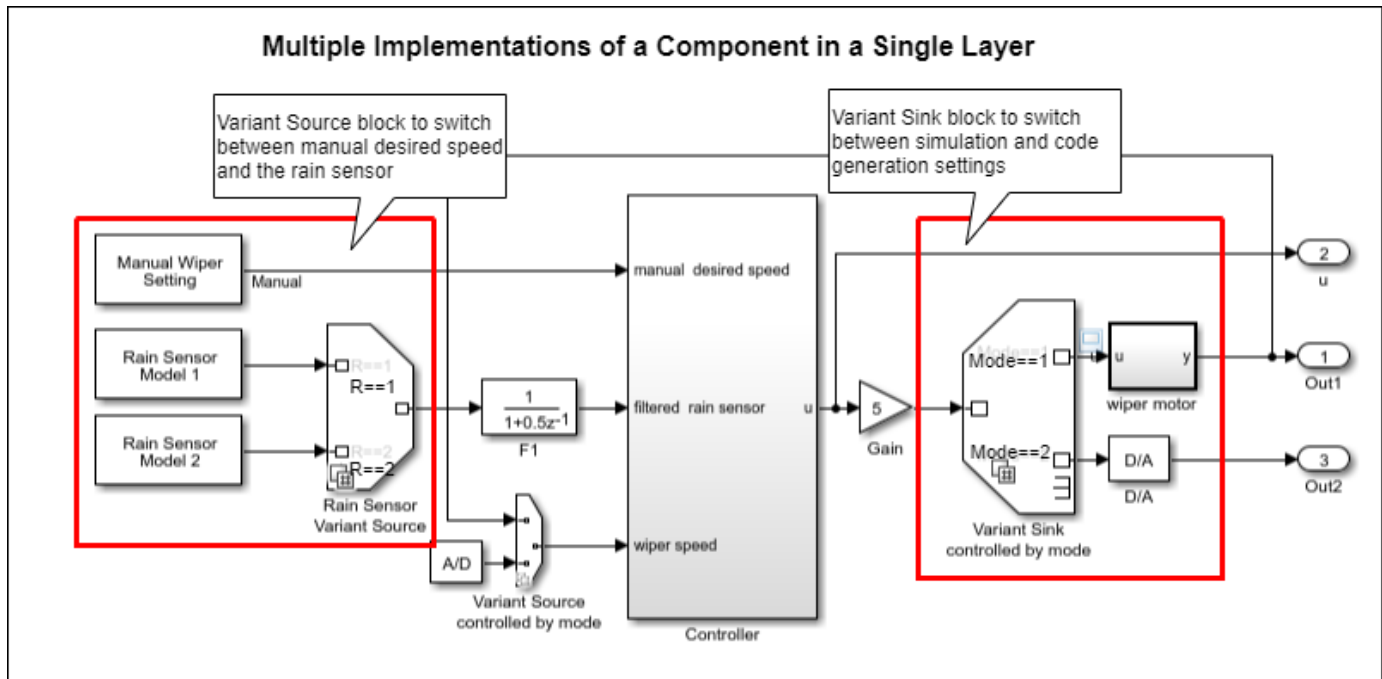 Multiple Implementations of a Component in a Single Layer
Variant Source block to switch
between manual desired speed
and the rain sensor
Variant Sink block to switch
between simulation and code
generation settings
Manual Wiper
Setting
Manual
Rain Sensor
Model 1
Rain Sensor
Model 2
R==1
R==1
R==2
R==2
Rain Sensor
Variant Source
1
1+0.5z-1
F1
A/D
Variant Source
controlled by mode
manual desired speed
filtered rain sensor
wiper speed
u
Controller
5
Gain
Mode==1
Mode==1
Mode==2
Variant Sink
controlled by mode
u
y
wiper motor
D/A
D/A
2
u
1
Out1
3
Out2